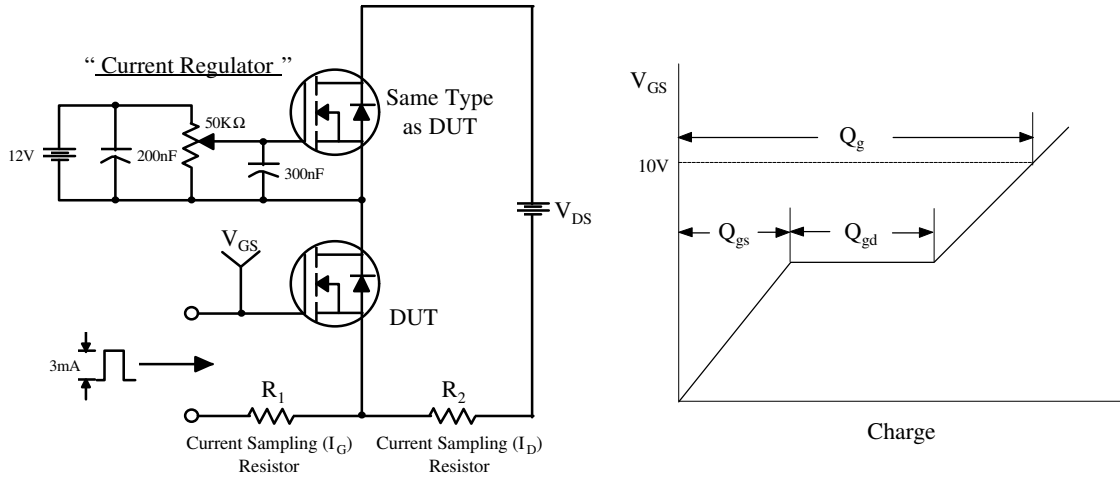 “ Current Regulator ”
Same Type
as DUT
50KΩ
12V
200nF
300nF
V_DS
V_GS
DUT
3mA
R_1
R_2
Current Sampling (I_G)
Resistor
Current Sampling (I_D)
Resistor
V_GS
Q_g
10V
Q_gs
Q_gd
Charge